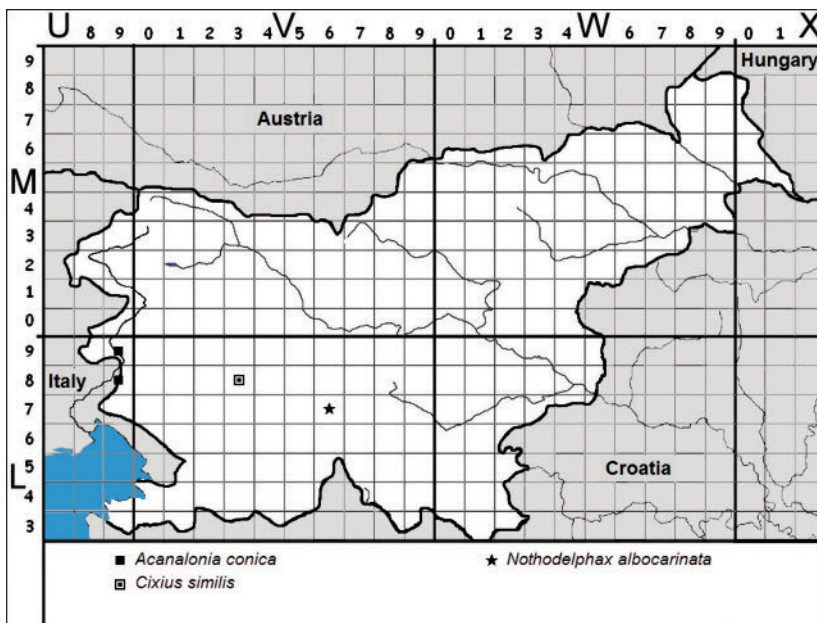 U 8 9 0 1 2 3 V 4 5 6 7 8 9 0 1 2 3 4 W 5 6 7 8 9 0 1 X
9 Hungary
8
7 Austria
6
M 5
4
3
2
1
0
9
8 Italy
7
6
5 Croatia
L 4
3
■ Acanalonia conica ★ Nothodelphax albocarinata
Cixius similis